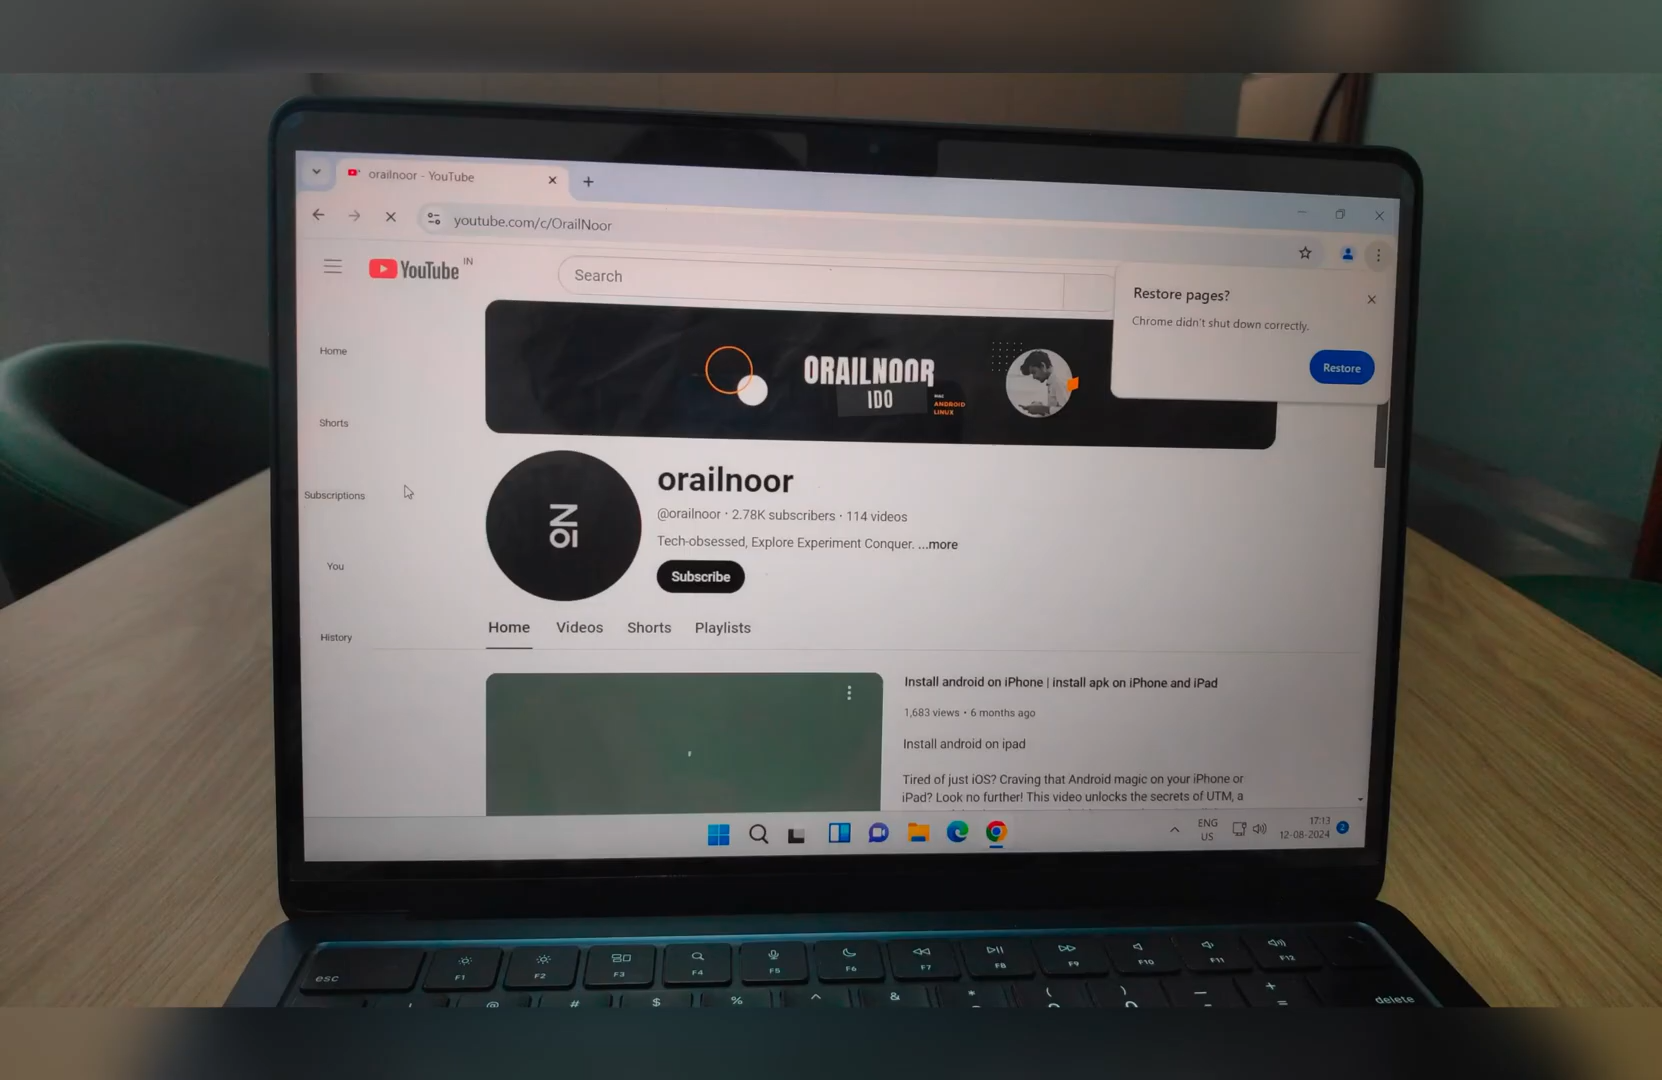 orailnoor - YouTube
youtube.com/c/OrailNoor
YouTube IN
Search
Restore pages?
Chrome didn't shut down correctly.
Restore
Home
Shorts
Subscriptions
You
History
ORAILNOOR
IDO
MAC
ANDROID
LINUX
NO
orailnoor
@orailnoor · 2.78K subscribers · 114 videos
Tech-obsessed, Explore Experiment Conquer. ...more
Subscribe
Home Videos Shorts Playlists
Install android on iPhone | install apk on iPhone and iPad
1,683 views • 6 months ago
Install android on ipad
Tired of just iOS? Craving that Android magic on your iPhone or
iPad? Look no further! This video unlocks the secrets of UTM, a
ENG
US
17:13
12-08-2024
2
esc F1 F2 F3 F4 F5 F6 F7 F8 F9 F10 F11 F12
@ # $ % ^ & * ( ) — + =
delete